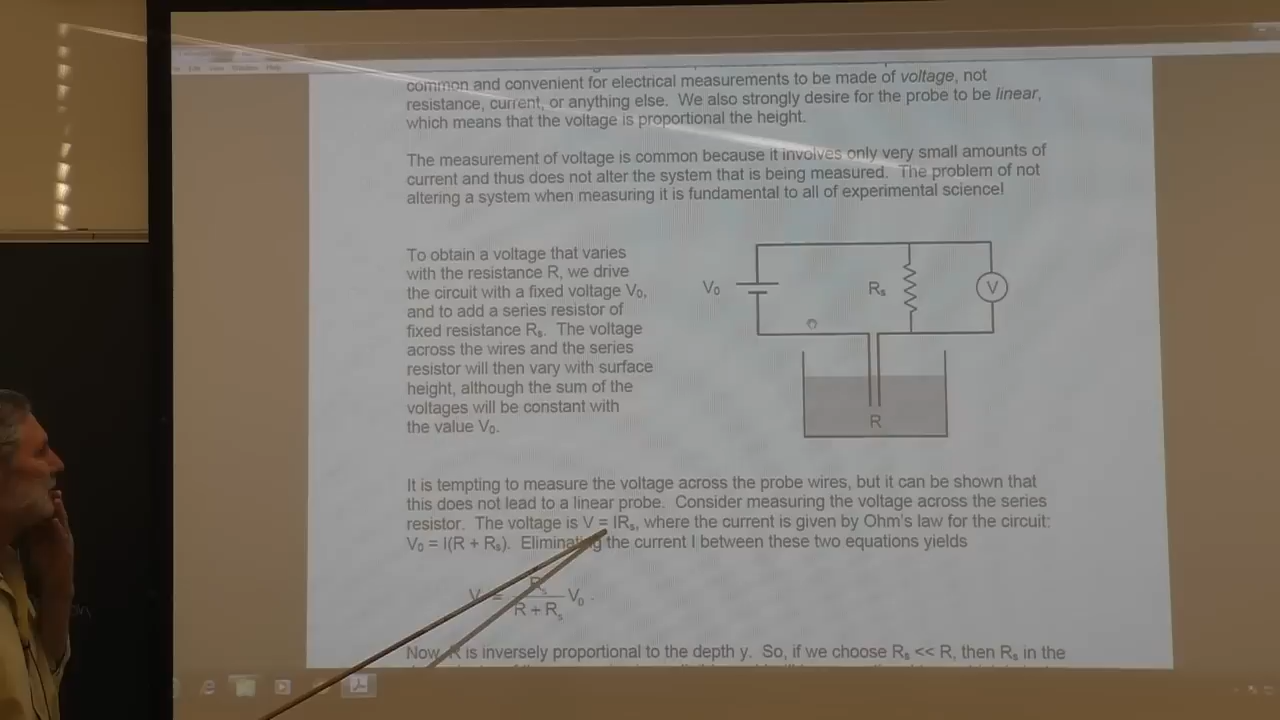 common and convenient for electrical measurements to be made of voltage, not
resistance, current, or anything else. We also strongly desire for the probe to be linear,
which means that the voltage is proportional the height.
The measurement of voltage is common because it involves only very small amounts of
current and thus does not alter the system that is being measured. The problem of not
altering a system when measuring it is fundamental to all of experimental science!
To obtain a voltage that varies
with the resistance R, we drive
the circuit with a fixed voltage V₀,
and to add a series resistor of
fixed resistance Rₛ. The voltage
across the wires and the series
resistor will then vary with surface
height, although the sum of the
voltages will be constant with
the value V₀.
V₀
Rₛ
V
R
It is tempting to measure the voltage across the probe wires, but it can be shown that
this does not lead to a linear probe. Consider measuring the voltage across the series
resistor. The voltage is V = IRₛ, where the current is given by Ohm's law for the circuit:
V₀ = I(R + Rₛ). Eliminating the current I between these two equations yields
V = Rₛ / R + Rₛ V₀ .
Now, R is inversely proportional to the depth y. So, if we choose Rₛ << R, then Rₛ in the